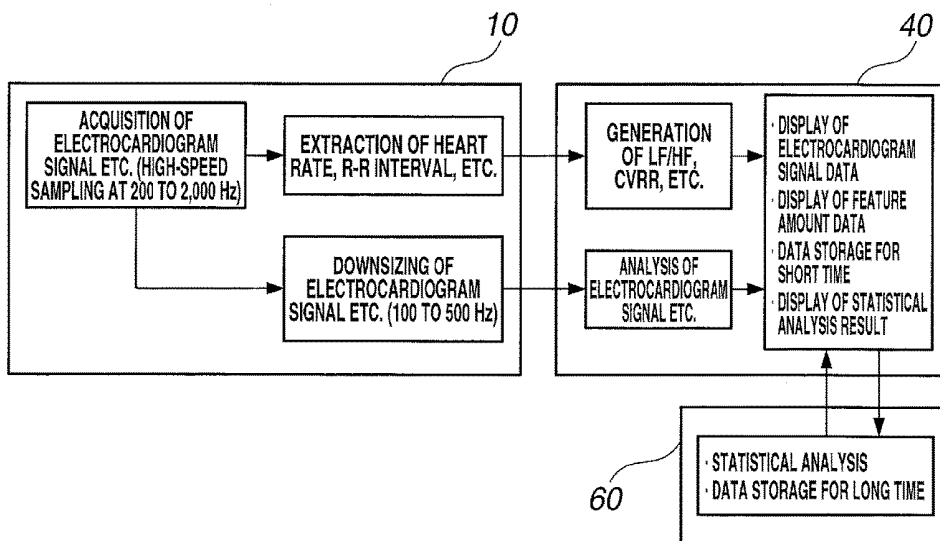 10
40
ACQUISITION OF
ELECTROCARDIOGRAM
SIGNAL ETC. (HIGH-SPEED
SAMPLING AT 200 TO 2,000 Hz)
EXTRACTION OF HEART
RATE, R-R INTERVAL, ETC.
DOWNSIZING OF
ELECTROCARDIOGRAM
SIGNAL ETC. (100 TO 500 Hz)
GENERATION
OF LF/HF,
CVRR, ETC.
ANALYSIS OF
ELECTROCARDIOGRAM
SIGNAL ETC.
· DISPLAY OF
ELECTROCARDIOGRAM
SIGNAL DATA
· DISPLAY OF FEATURE
AMOUNT DATA
· DATA STORAGE FOR
SHORT TIME
· DISPLAY OF STATISTICAL
ANALYSIS RESULT
60
· STATISTICAL ANALYSIS
· DATA STORAGE FOR LONG TIME